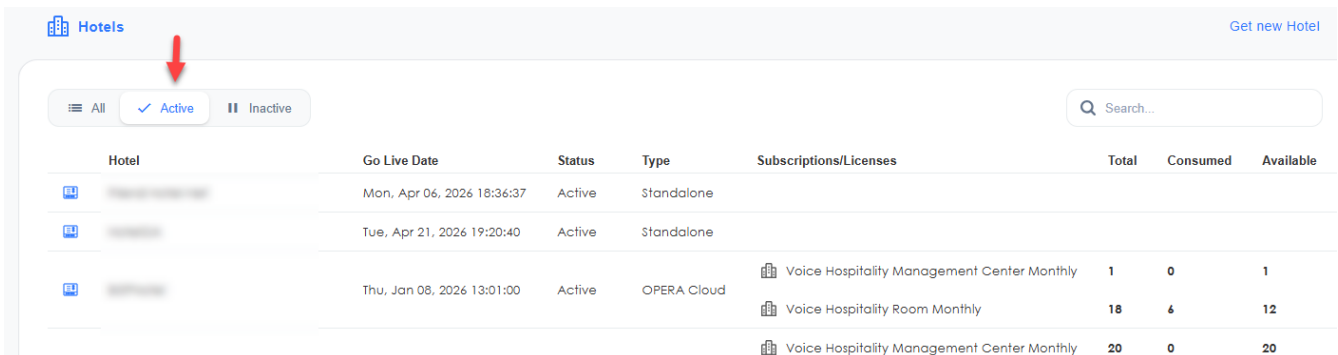 Hotels Get new Hotel
All Active Inactive Search...
Hotel Go Live Date Status Type Subscriptions/Licenses Total Consumed Available
Mon, Apr 06, 2026 18:36:37 Active Standalone
Tue, Apr 21, 2026 19:20:40 Active Standalone
Voice Hospitality Management Center Monthly 1 0 1
Thu, Jan 08, 2026 13:01:00 Active OPERA Cloud
Voice Hospitality Room Monthly 18 6 12
Voice Hospitality Management Center Monthly 20 0 20